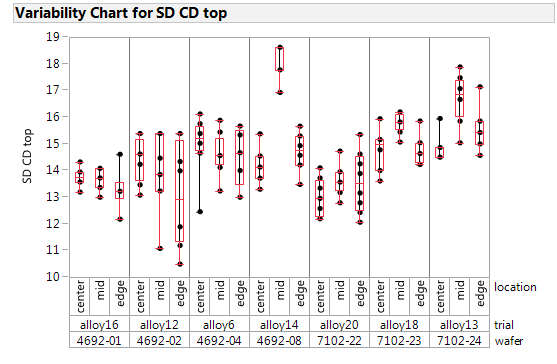 Variability Chart for SD CD top
19
18
17
16
15
14
13
12
11
10
SD CD top
center mid edge center mid edge center mid edge center mid edge center mid edge center mid edge center mid edge location
alloy16 alloy12 alloy6 alloy14 alloy20 alloy18 alloy13 trial
4692-01 4692-02 4692-04 4692-08 7102-22 7102-23 7102-24 wafer